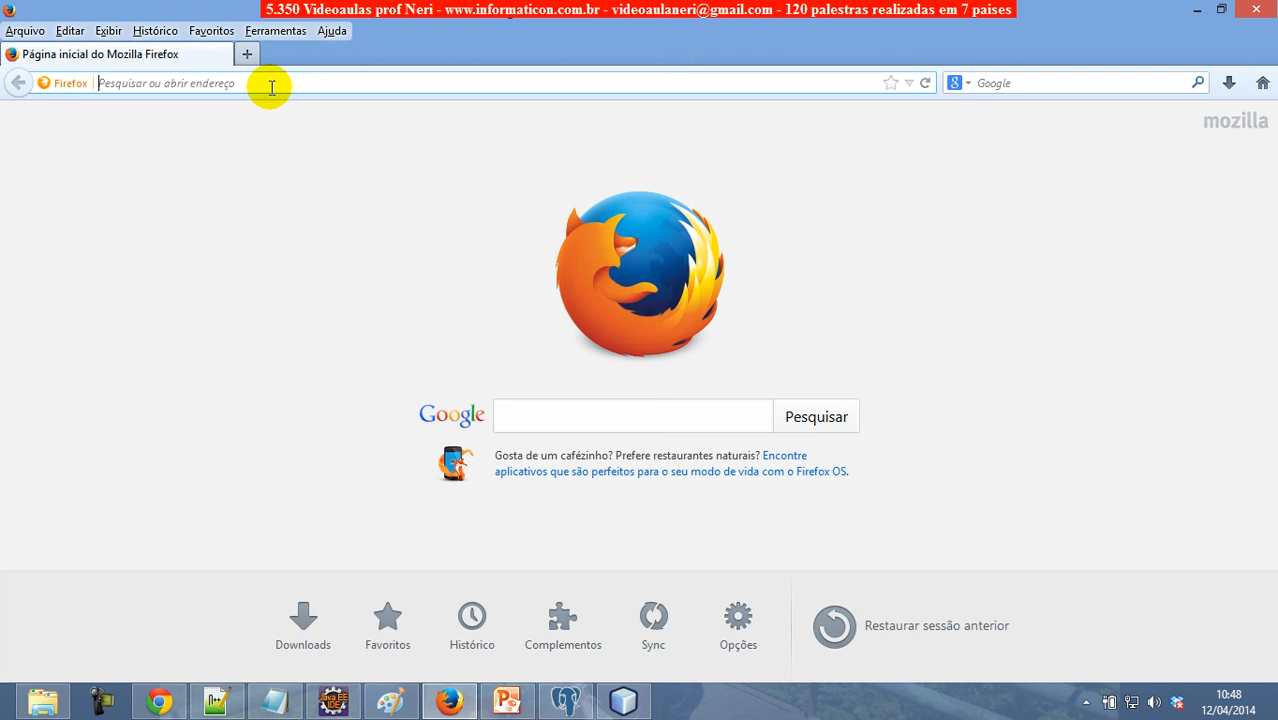 5.350 Videoaulas prof Neri - www.informaticon.com.br - videoaulaneri@gmail.com - 120 palestras realizadas em 7 paises
Arquivo Editar Exibir Histórico Favoritos Ferramentas Ajuda
Página inicial do Mozilla Firefox
Firefox Pesquisar ou abrir endereço Google
mozilla
Google Pesquisar
Gosta de um cafézinho? Prefere restaurantes naturais? Encontre
aplicativos que são perfeitos para o seu modo de vida com o Firefox OS.
Downloads Favoritos Histórico Complementos Sync Opções Restaurar sessão anterior
Java EE
IDE
10:48
12/04/2014